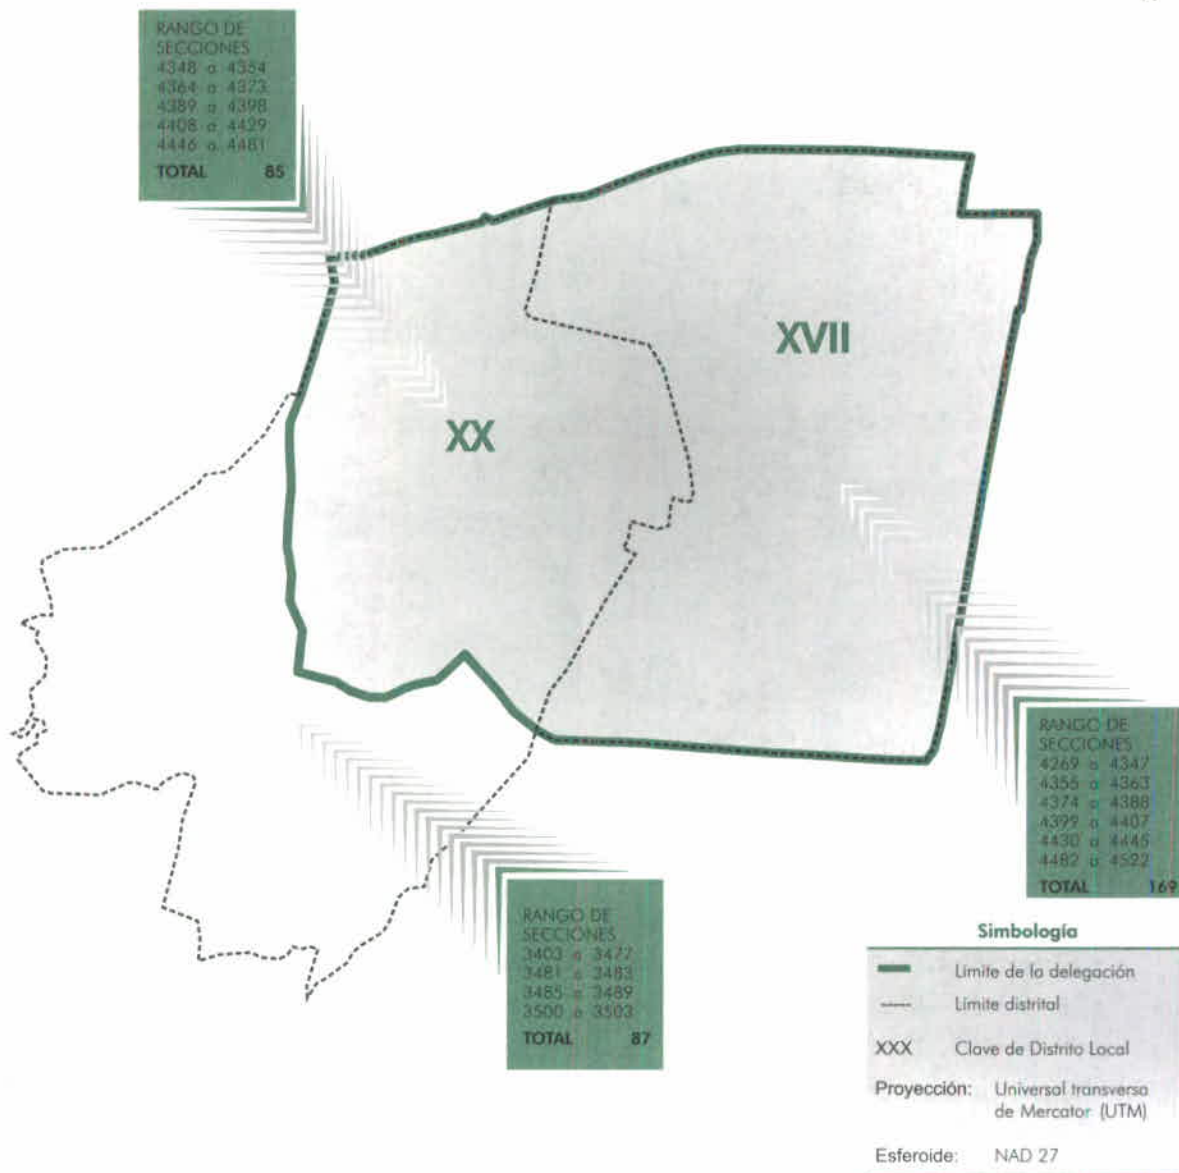 RANGO DE
SECCIONES
4348 a 4354
4364 a 4373
4389 a 4398
4408 a 4429
4446 a 4481
TOTAL 85
XVII
XX
RANGO DE
SECCIONES
4269 a 4347
4355 a 4363
4374 a 4388
4399 a 4407
4430 a 4445
4482 a 4522
TOTAL 169
RANGO DE
SECCIONES
3403 a 3477
3481 a 3483
3485 a 3489
3500 a 3503
TOTAL 87
Simbología
Límite de la delegación
Límite distrital
XXX Clave de Distrito Local
Proyección: Universal transversa
de Mercator (UTM)
Esferoide: NAD 27